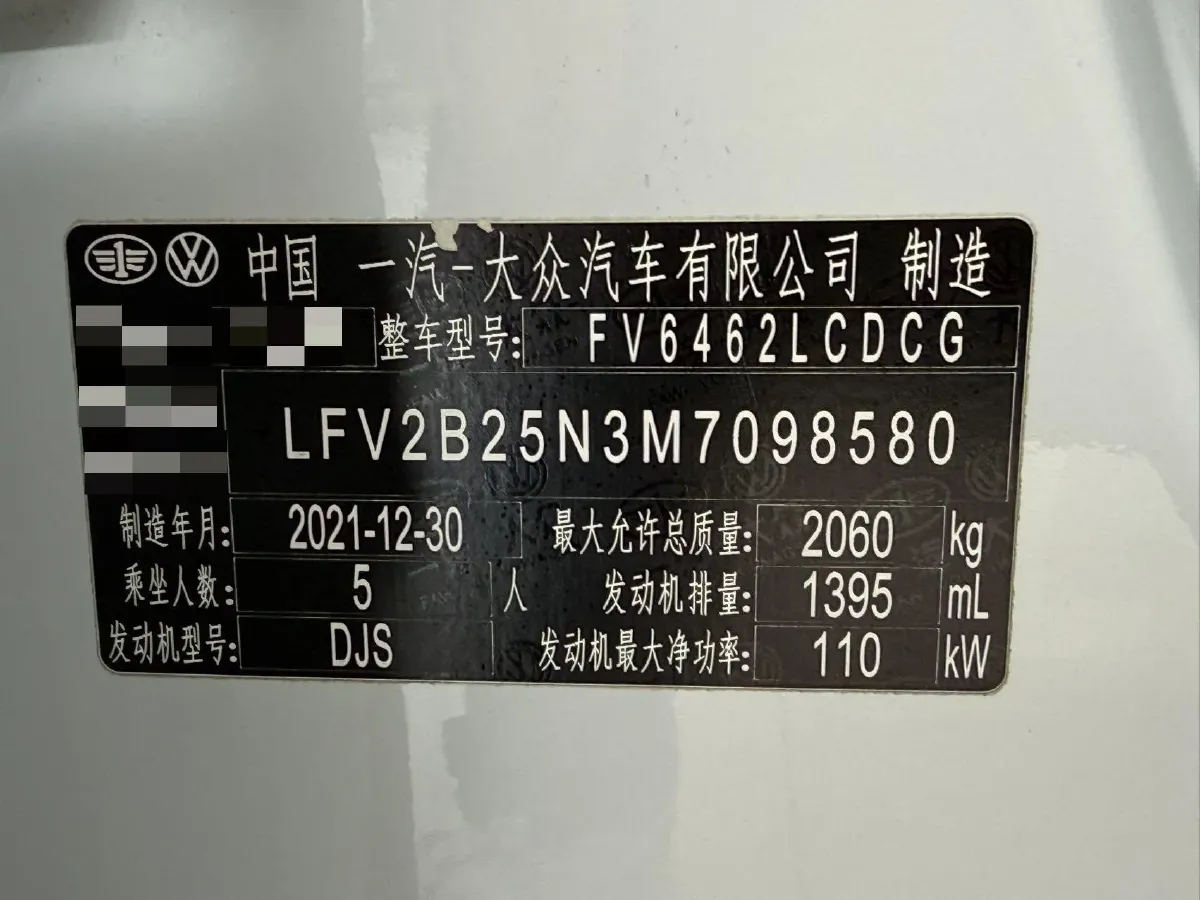 中国 一汽-大众汽车有限公司 制造
整车型号: FV6462LCDCG
LFV2B25N3M7098580
制造年月: 2021-12-30 最大允许总质量: 2060 kg
乘坐人数: 5 人 发动机排量: 1395 mL
发动机型号: DJS 发动机最大净功率: 110 kW